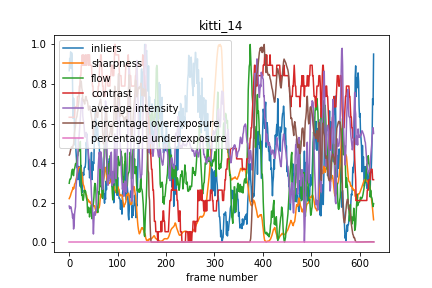 kitti_14
1.0
0.8
0.6
0.4
0.2
0.0
inliers
sharpness
flow
contrast
average intensity
percentage overexposure
percentage underexposure
0 100 200 300 400 500 600
frame number